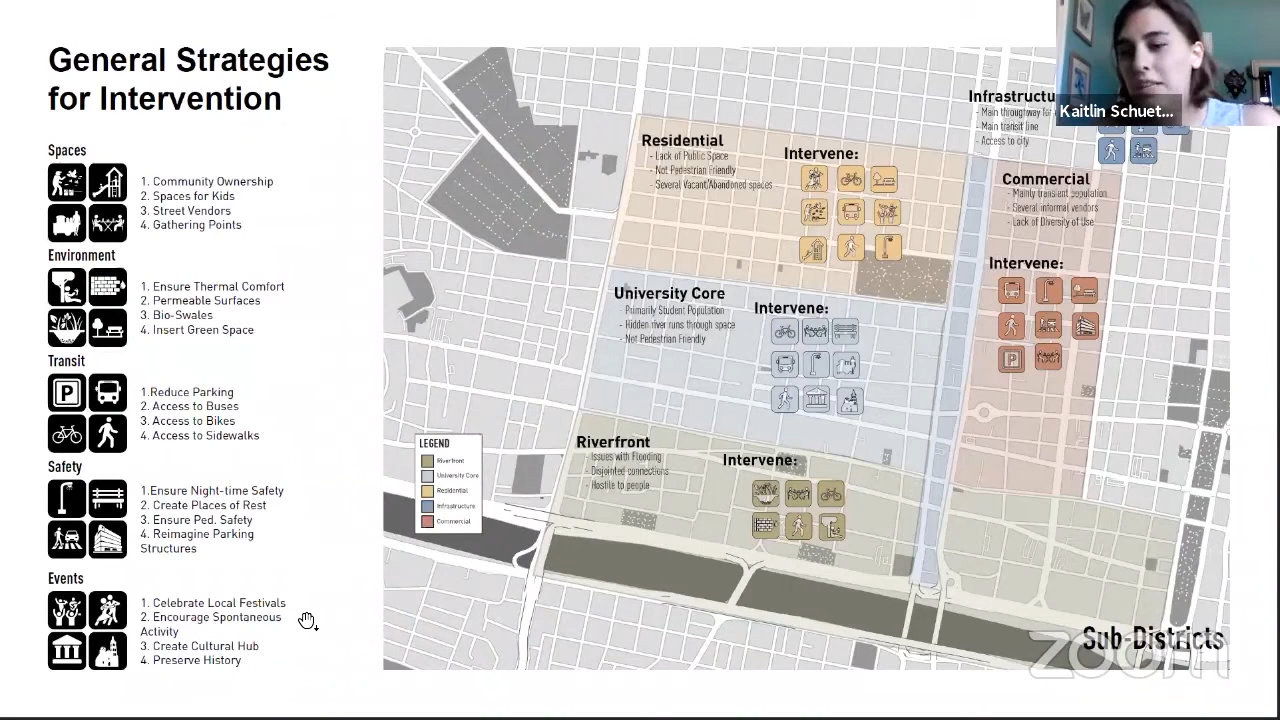 General Strategies
for Intervention
Spaces
1. Community Ownership
2. Spaces for Kids
3. Street Vendors
4. Gathering Points
Environment
1. Ensure Thermal Comfort
2. Permeable Surfaces
3. Bio-Swales
4. Insert Green Space
Transit
1.Reduce Parking
2. Access to Buses
3. Access to Bikes
4. Access to Sidewalks
Safety
1.Ensure Night-time Safety
2. Create Places of Rest
3. Ensure Ped. Safety
4. Reimagine Parking
Structures
Events
1. Celebrate Local Festivals
2. Encourage Spontaneous
Activity
3. Create Cultural Hub
4. Preserve History
P
Residential
- Lack of Public Space
- Not Pedestrian Friendly
- Several Vacant/Abandoned spaces
Intervene:
Infrastructu
- Main throughway for
- Main transit line
- Access to city
Kaitlin Schuet...
Commercial
- Mainly transient population
- Several informal vendors
- Lack of Diversity of Use
Intervene:
P
University Core
- Primarily Student Population
- Hidden river runs through space
- Not Pedestrian Friendly
Intervene:
Riverfront
- Issues with Flooding
- Disjointed connections
- Hostile to people
Intervene:
LEGEND
Riverfront
University Core
Residential
Infrastructure
Commercial
Sub-Districts
zoom